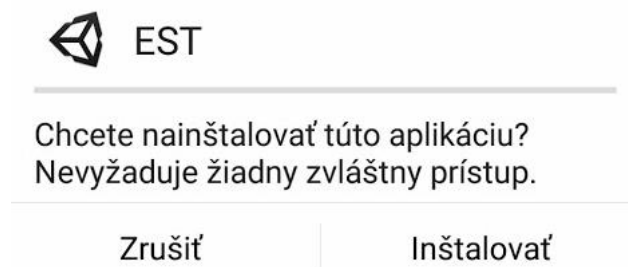 EST
Chcete nainštalovať túto aplikáciu?
Nevyžaduje žiadny zvláštny prístup.
Zrušiť
Inštalovať